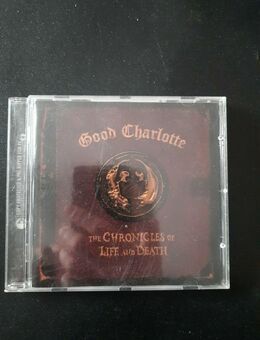 Good Charlotte
THE CHRONICLES OF
LIFE AND DEATH